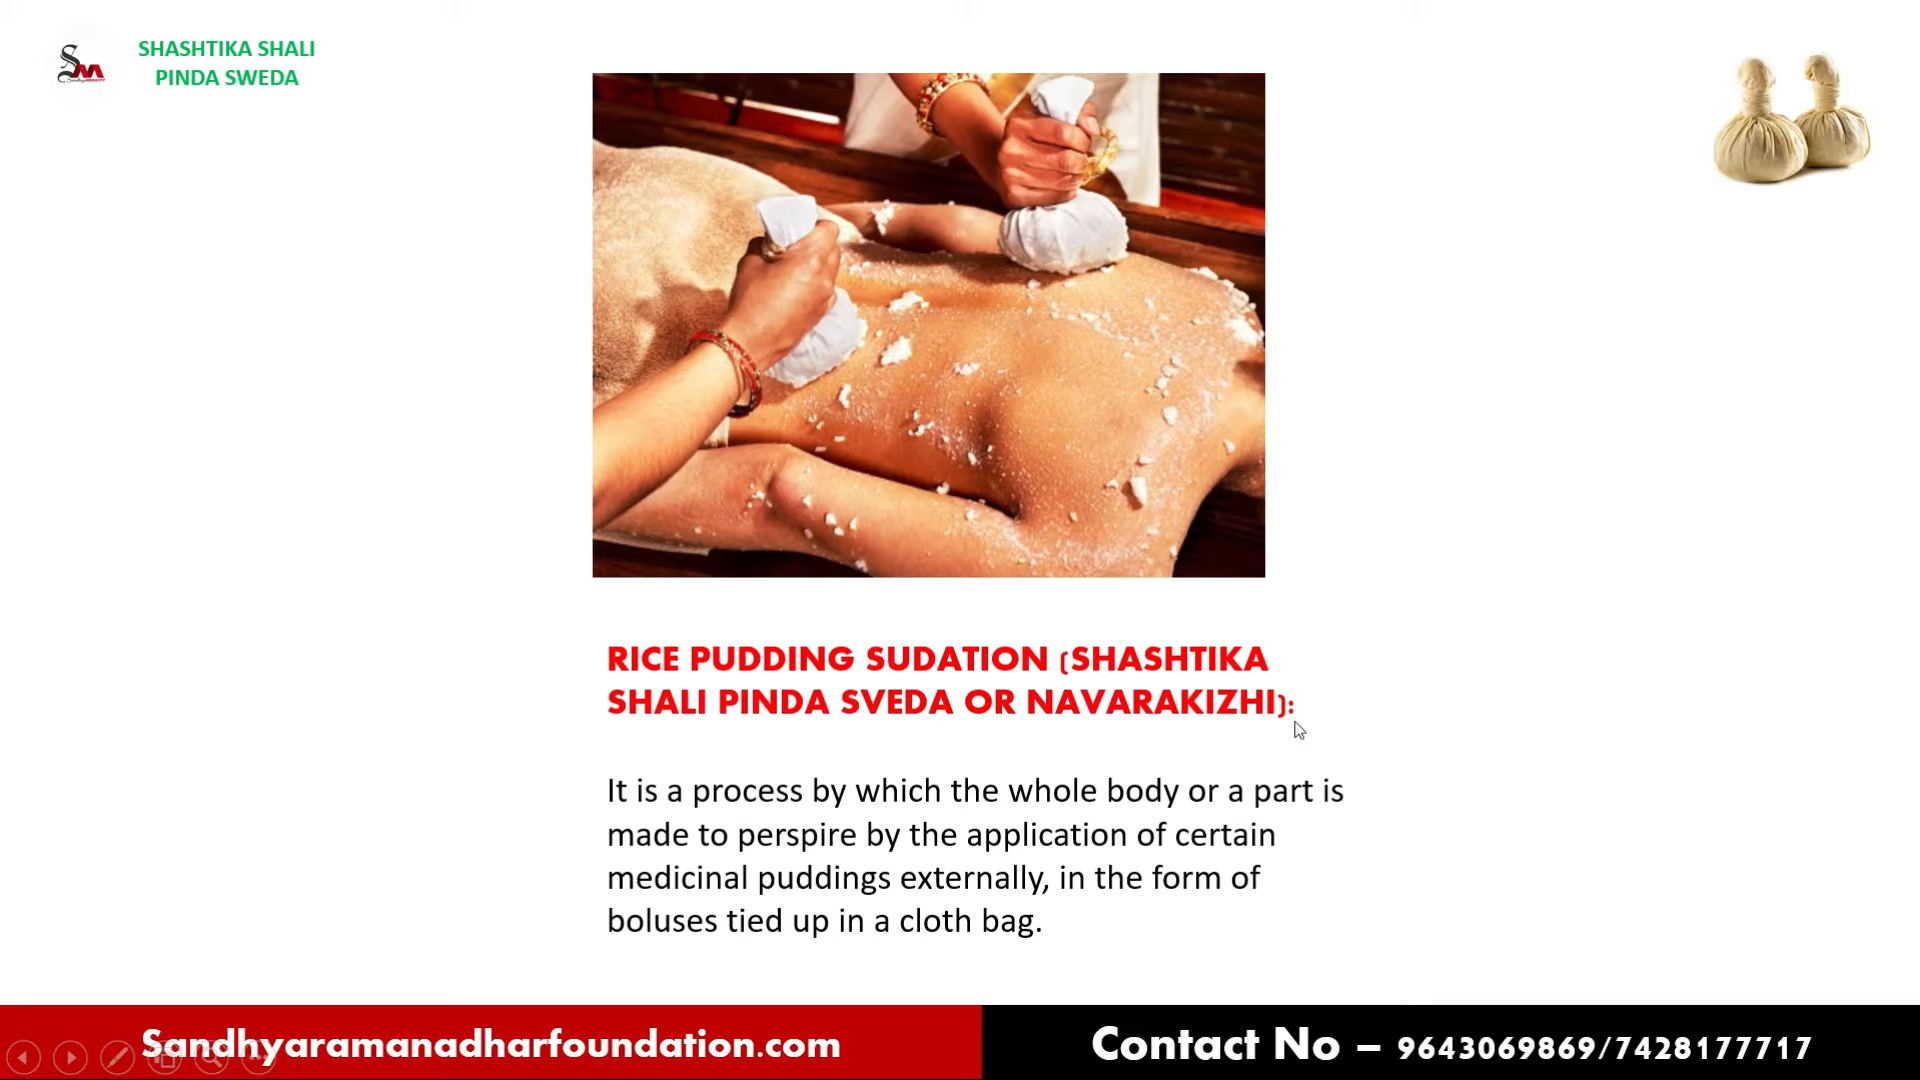 SM
SHASHTIKA SHALI
PINDA SWEDA
RICE PUDDING SUDATION (SHASHTIKA
SHALI PINDA SVEDA OR NAVARAKIZHI):
It is a process by which the whole body or a part is
made to perspire by the application of certain
medicinal puddings externally, in the form of
boluses tied up in a cloth bag.
Sandhyaramanadharfoundation.com
Contact No – 9643069869/7428177717